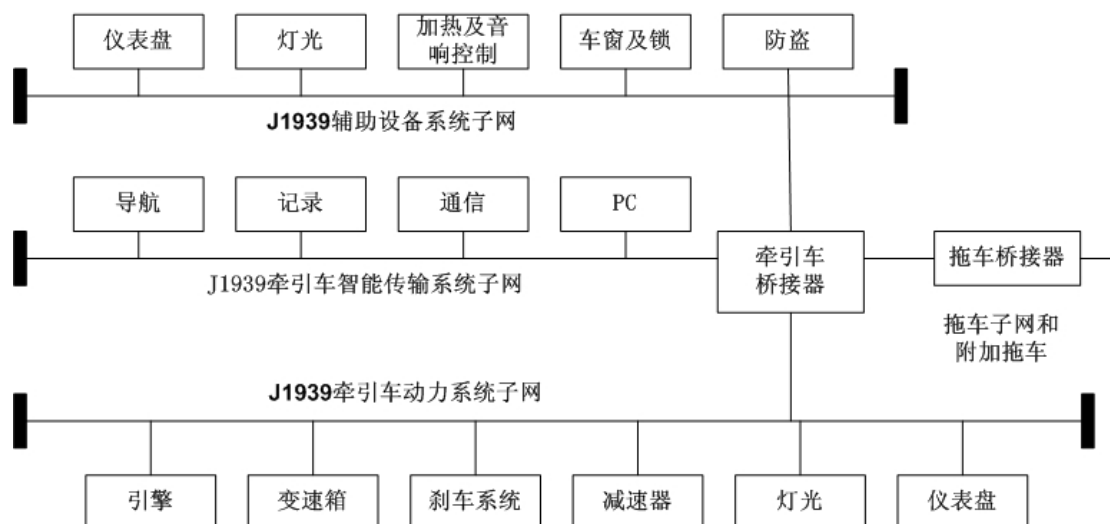 仪表盘
灯光
加热及音
响控制
车窗及锁
防盗
J1939辅助设备系统子网
导航
记录
通信
PC
牵引车
桥接器
拖车桥接器
J1939牵引车智能传输系统子网
拖车子网和
附加拖车
J1939牵引车动力系统子网
引擎
变速箱
刹车系统
减速器
灯光
仪表盘